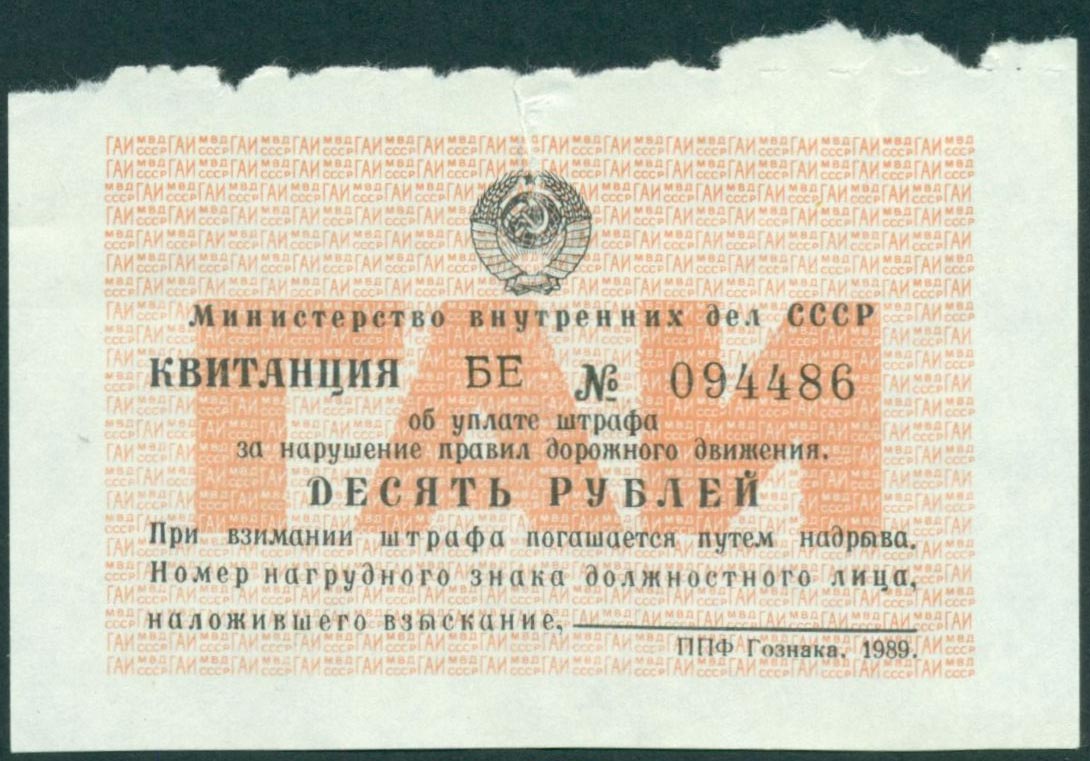 Министерство внутренних дел СССР
КВИТАНЦИЯ БЕ № 094486
об уплате штрафа
за нарушение правил дорожного движения.
ДЕСЯТЬ РУБЛЕЙ
При взимании штрафа погашается путем надрыва.
Номер нагрудного знака должностного лица,
наложившего взыскание,
ППФ Гознака, 1989.
ГАИ